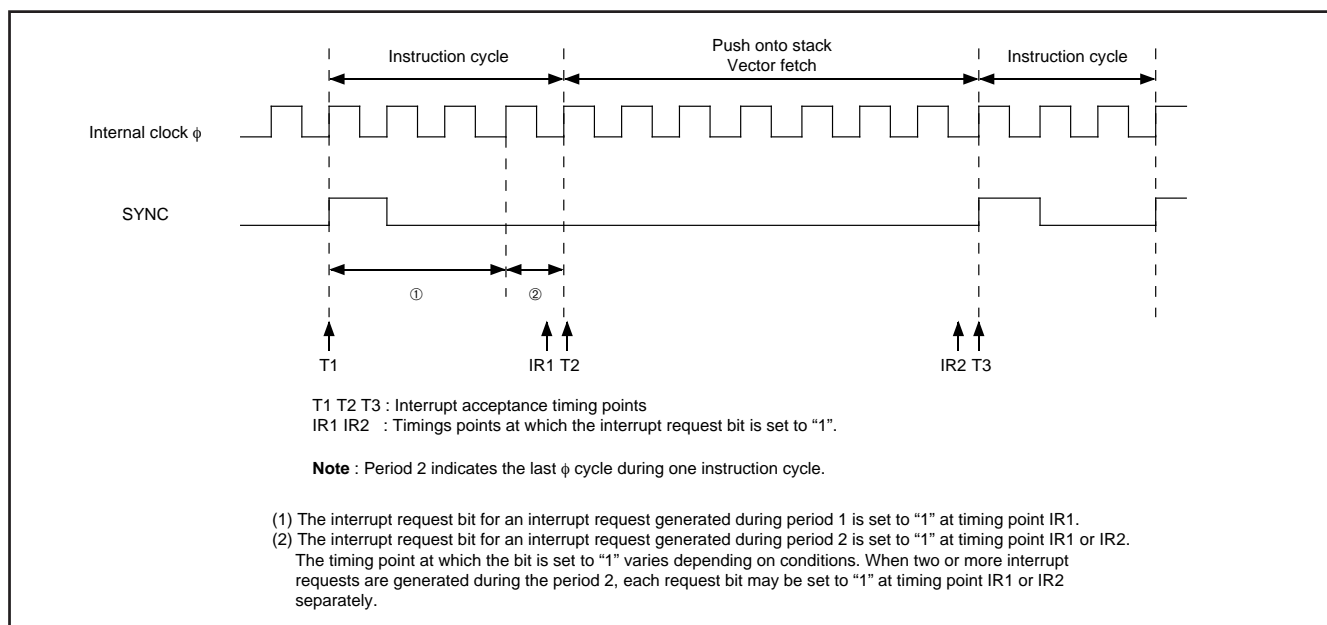 Instruction cycle
Push onto stack
Vector fetch
Instruction cycle
Internal clock ϕ
SYNC
①
②
T1
IR1 T2
IR2 T3
T1 T2 T3 : Interrupt acceptance timing points
IR1 IR2 : Timings points at which the interrupt request bit is set to “1”.
Note : Period 2 indicates the last ϕ cycle during one instruction cycle.
(1) The interrupt request bit for an interrupt request generated during period 1 is set to “1” at timing point IR1.
(2) The interrupt request bit for an interrupt request generated during period 2 is set to “1” at timing point IR1 or IR2.
The timing point at which the bit is set to “1” varies depending on conditions. When two or more interrupt
requests are generated during the period 2, each request bit may be set to “1” at timing point IR1 or IR2
separately.